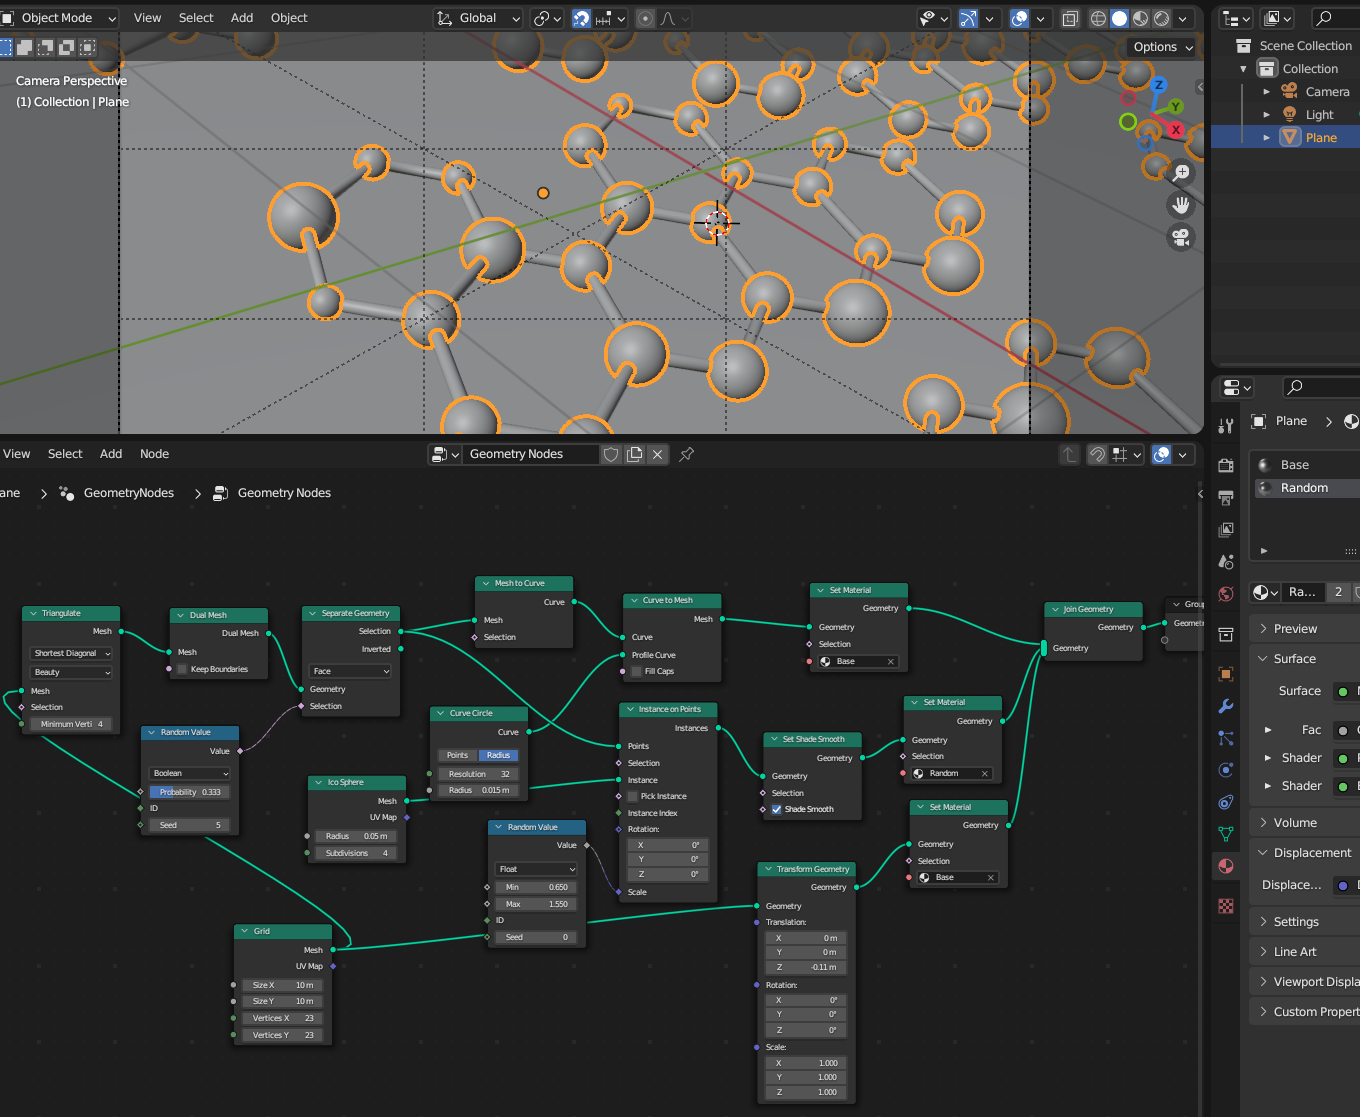 Object Mode
View
Select
Add
Object
Global
Options
Camera Perspective
(1) Collection | Plane
Z
Y
X
Scene Collection
Collection
Camera
Light
Plane
View
Select
Add
Node
Geometry Nodes
ane
GeometryNodes
Geometry Nodes
Plane
Base
Random
Ra...
2
Preview
Surface
Surface
Fac
Shader
Shader
Volume
Displacement
Displace...
Settings
Line Art
Viewport Displa
Custom Propert
Triangulate
Mesh
Shortest Diagonal
Beauty
Mesh
Selection
Minimum Verti 4
Dual Mesh
Dual Mesh
Mesh
Keep Boundaries
Random Value
Value
Boolean
Probability 0.333
ID
Seed 5
Separate Geometry
Selection
Inverted
Face
Geometry
Selection
Mesh to Curve
Curve
Mesh
Selection
Curve Circle
Curve
Points
Radius
Resolution 32
Radius 0.015 m
Ico Sphere
Mesh
UV Map
Radius 0.05 m
Subdivisions 4
Grid
Mesh
UV Map
Size X 10 m
Size Y 10 m
Vertices X 23
Vertices Y 23
Random Value
Value
Float
Min 0.650
Max 1.550
ID
Seed 0
Curve to Mesh
Mesh
Curve
Profile Curve
Fill Caps
Instance on Points
Instances
Points
Selection
Instance
Pick Instance
Instance Index
Rotation:
X 0°
Y 0°
Z 0°
Scale
Set Material
Geometry
Geometry
Selection
Base
Set Shade Smooth
Geometry
Geometry
Selection
Shade Smooth
Set Material
Geometry
Geometry
Selection
Random
Set Material
Geometry
Geometry
Selection
Base
Transform Geometry
Geometry
Geometry
Translation:
X 0 m
Y 0 m
Z -0.11 m
Rotation:
X 0°
Y 0°
Z 0°
Scale:
X 1.000
Y 1.000
Z 1.000
Join Geometry
Geometry
Geometry
Grou
Geometr